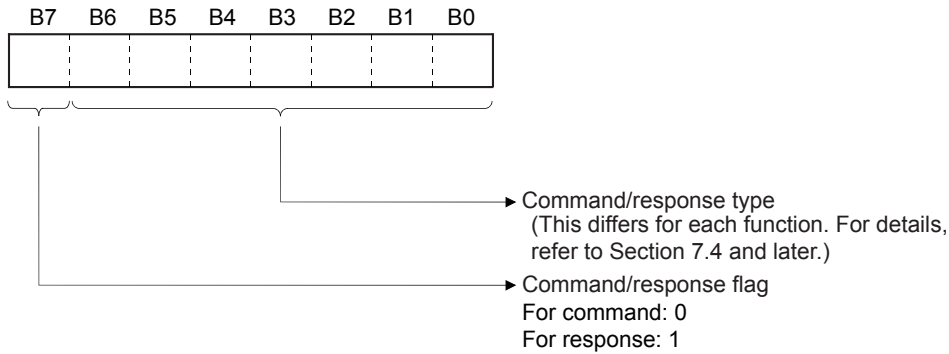 B7 B6 B5 B4 B3 B2 B1 B0
Command/response type
(This differs for each function. For details,
refer to Section 7.4 and later.)
Command/response flag
For command: 0
For response: 1